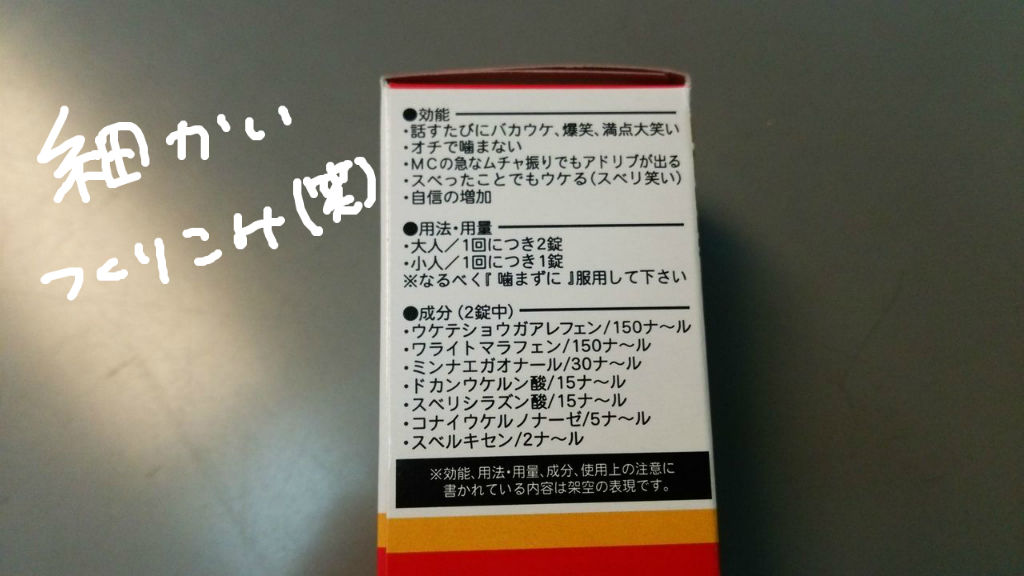 細かい
つくりこみ(笑)
●効能
・話すたびにバカウケ、爆笑、満点大笑い
・オチで噛まない
・MCの急なムチャ振りでもアドリブが出る
・スベったことでもウケる(スベリ笑い)
・自信の増加
●用法・用量
・大人/1回につき2錠
・小人/1回につき1錠
※なるべく『噛まずに』服用して下さい
●成分(2錠中)
・ウケテショウガアレフェン/150ナ〜ル
・ワライトマラフェン/150ナ〜ル
・ミンナエガオナール/30ナ〜ル
・ドカンウケルン酸/15ナ〜ル
・スベリシラズン酸/15ナ〜ル
・コナイウケルノナーゼ/5ナ〜ル
・スベルキセン/2ナ〜ル
※効能、用法・用量、成分、使用上の注意に
書かれている内容は架空の表現です。